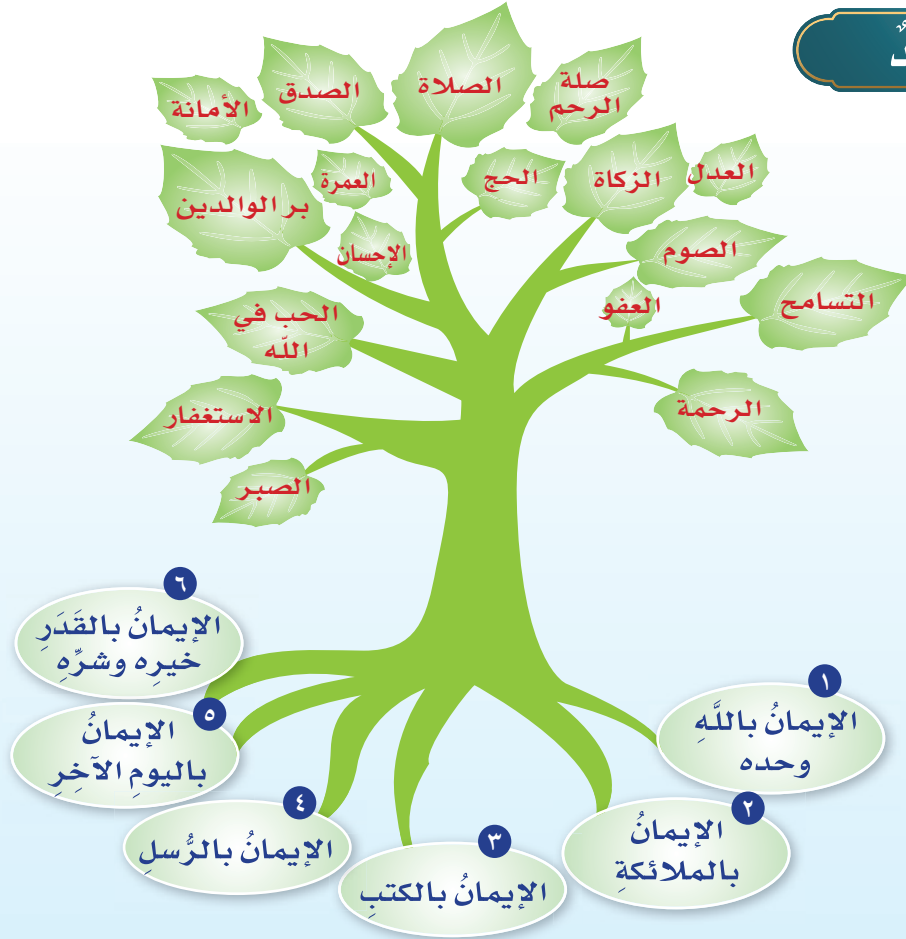 صلة
الرحم
الصلاة
الصدق
الأمانة
العدل
الزكاة
الحج
العمرة
بر الوالدين
الصوم
الإحسان
التسامح
العفو
الحب في
اللّه
الرحمة
الاستغفار
الصبر
١
الإيمانُ باللَّهِ
وحده
٢
الإيمانُ
بالملائكةِ
٣
الإيمانُ بالكتبِ
٤
الإيمانُ بالرُّسلِ
٥
الإيمانُ
باليومِ الآخِرِ
٦
الإيمانُ بالقَدَرِ
خيرِه وشرِّهِ